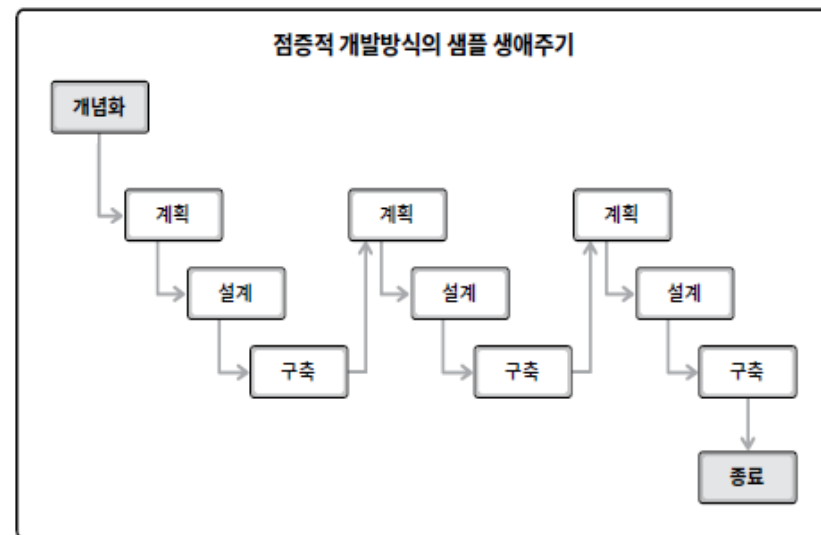 점증적 개발방식의 샘플 생애주기
개념화
계획
계획
계획
설계
설계
설계
구축
구축
구축
종료